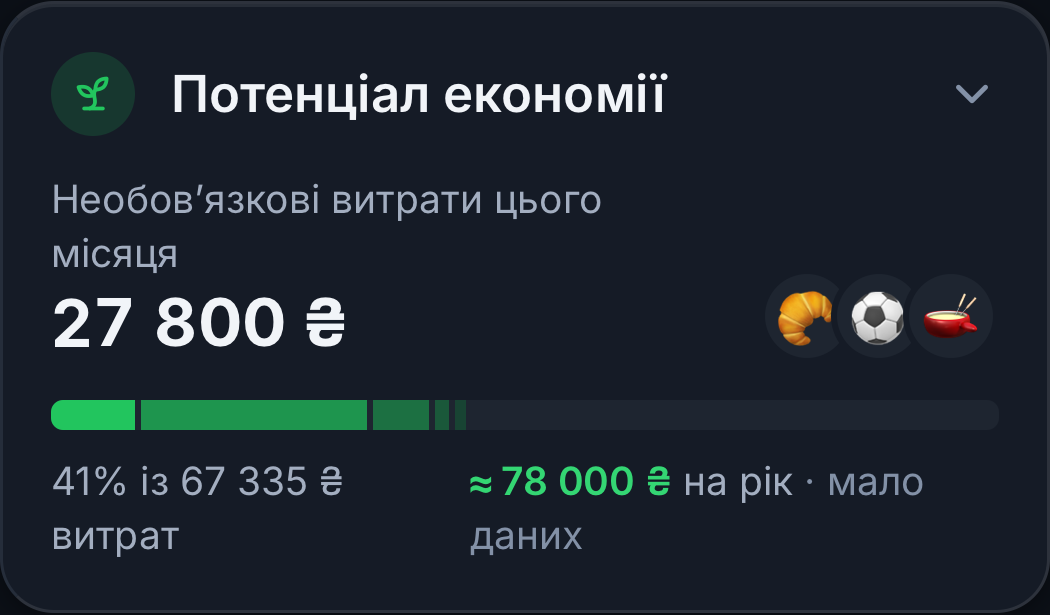 Потенціал економії
Необов’язкові витрати цього
місяця
27 800 ₴
41% із 67 335 ₴
витрат
≈ 78 000 ₴ на рік · мало
даних